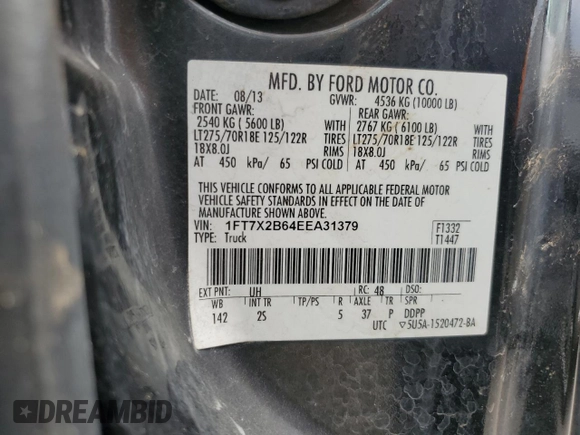 MFD. BY FORD MOTOR CO.
DATE: 08/13 GVWR: 4536 KG (10000 LB)
FRONT GAWR: REAR GAWR:
2540 KG ( 5600 LB) WITH 2767 KG ( 6100 LB) WITH
LT275/70R18E 125/122R TIRES LT275/70R18E 125/122R TIRES
18X8.0J RIMS 18X8.0J RIMS
AT 450 kPa/ 65 PSI COLD AT 450 kPa/ 65 PSI COLD
THIS VEHICLE CONFORMS TO ALL APPLICABLE FEDERAL MOTOR
VEHICLE SAFETY STANDARDS IN EFFECT ON THE DATE OF
MANUFACTURE SHOWN ABOVE.
VIN: 1FT7X2B64EEA31379 F1332
TYPE: Truck T1447
EXT PNT: UH RC: 48 DSO:
WB INT TR TP/PS R AXLE TR SPR
142 25 5 37 P DDPP
UTC ▽5U5A-1520472-BA
DREAMBID